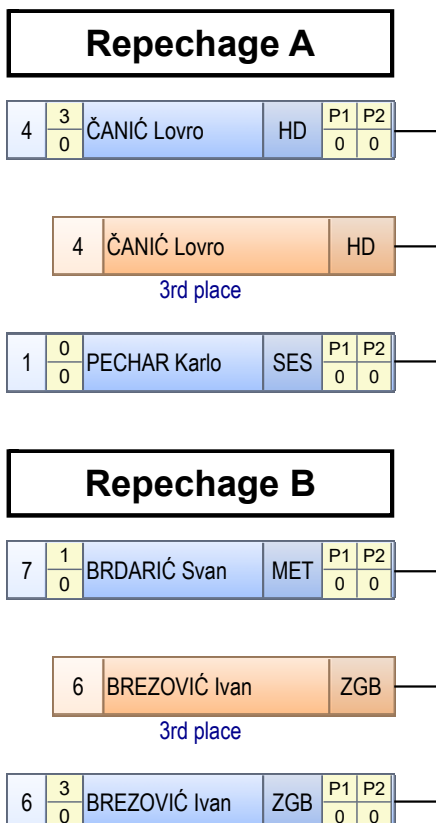 Repechage A
4 3 0 ČANIĆ Lovro HD P1 P2 0 0
4 ČANIĆ Lovro HD
3rd place
1 0 0 PECHAR Karlo SES P1 P2 0 0
Repechage B
7 1 0 BRDARIĆ Svan MET P1 P2 0 0
6 BREZOVIĆ Ivan ZGB
3rd place
6 3 0 BREZOVIĆ Ivan ZGB P1 P2 0 0